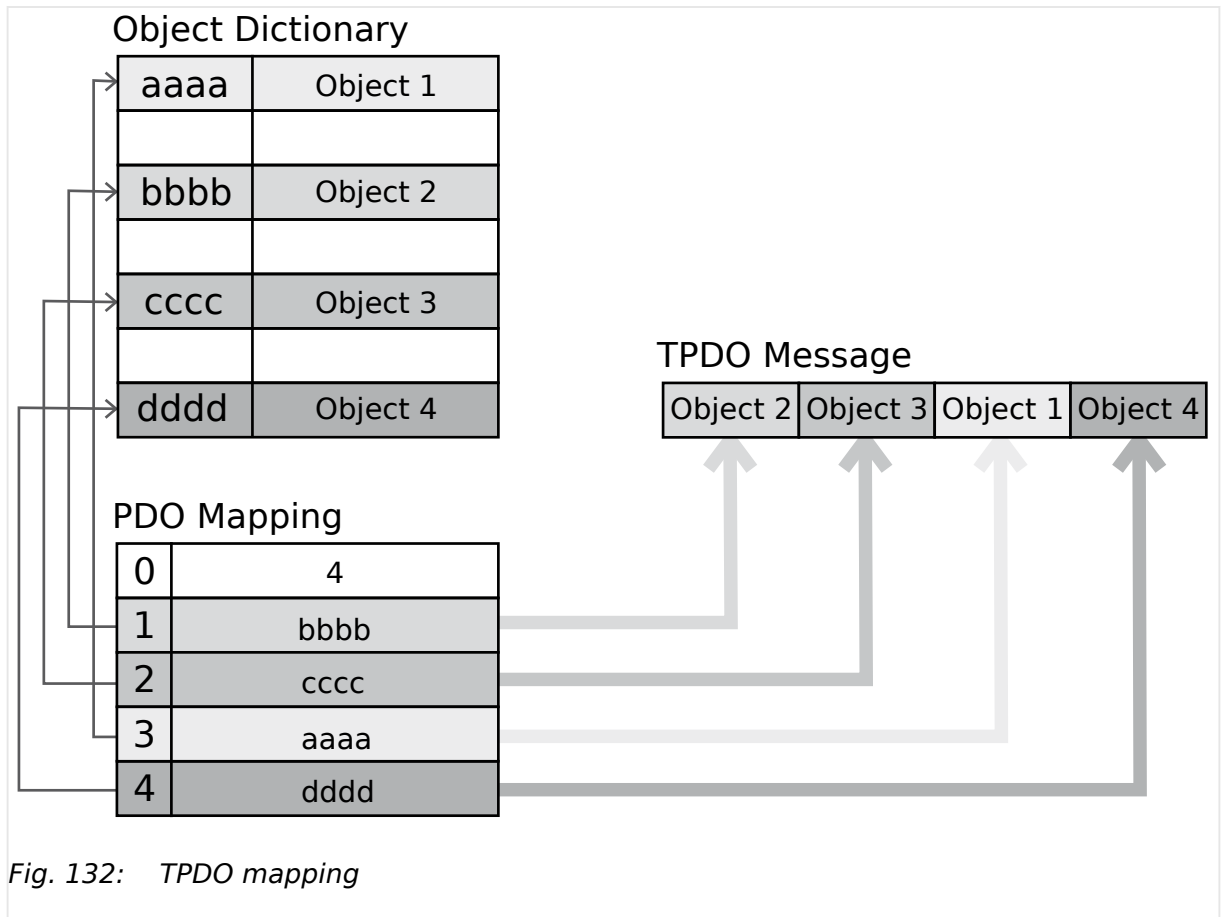 Object Dictionary
aaaa Object 1
bbbb Object 2
cccc Object 3
dddd Object 4
TPDO Message
Object 2 Object 3 Object 1 Object 4
PDO Mapping
0 4
1 bbbb
2 cccc
3 aaaa
4 dddd
Fig. 132: TPDO mapping